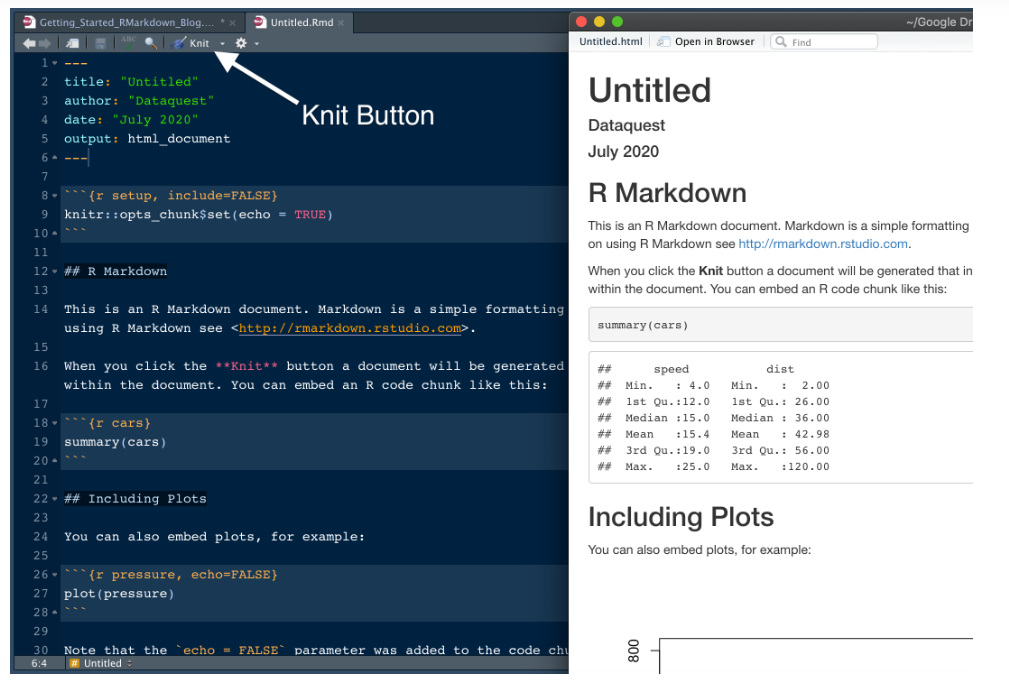 Getting_Started_RMarkdown_Blog.... * ×
Untitled.Rmd ×
ABC
Knit
1 ---
2 title: "Untitled"
3 author: "Dataquest"
4 date: "July 2020"
5 output: html_document
6 ---
7
8 ```{r setup, include=FALSE}
9 knitr::opts_chunk$set(echo = TRUE)
10 ```
11
12 ## R Markdown
13
14 This is an R Markdown document. Markdown is a simple formatting
using R Markdown see <http://rmarkdown.rstudio.com>.
15
16 When you click the **Knit** button a document will be generated
within the document. You can embed an R code chunk like this:
17
18 ```{r cars}
19 summary(cars)
20 ```
21
22 ## Including Plots
23
24 You can also embed plots, for example:
25
26 ```{r pressure, echo=FALSE}
27 plot(pressure)
28 ```
29
30 Note that the `echo = FALSE` parameter was added to the code chu
6:4 # Untitled
Knit Button
~/Google Dr
Untitled.html
Open in Browser
Find
Untitled
Dataquest
July 2020
R Markdown
This is an R Markdown document. Markdown is a simple formatting
on using R Markdown see http://rmarkdown.rstudio.com.
When you click the Knit button a document will be generated that in
within the document. You can embed an R code chunk like this:
summary(cars)
## speed dist
## Min. : 4.0 Min. : 2.00
## 1st Qu.:12.0 1st Qu.: 26.00
## Median :15.0 Median : 36.00
## Mean :15.4 Mean : 42.98
## 3rd Qu.:19.0 3rd Qu.: 56.00
## Max. :25.0 Max. :120.00
Including Plots
You can also embed plots, for example:
800